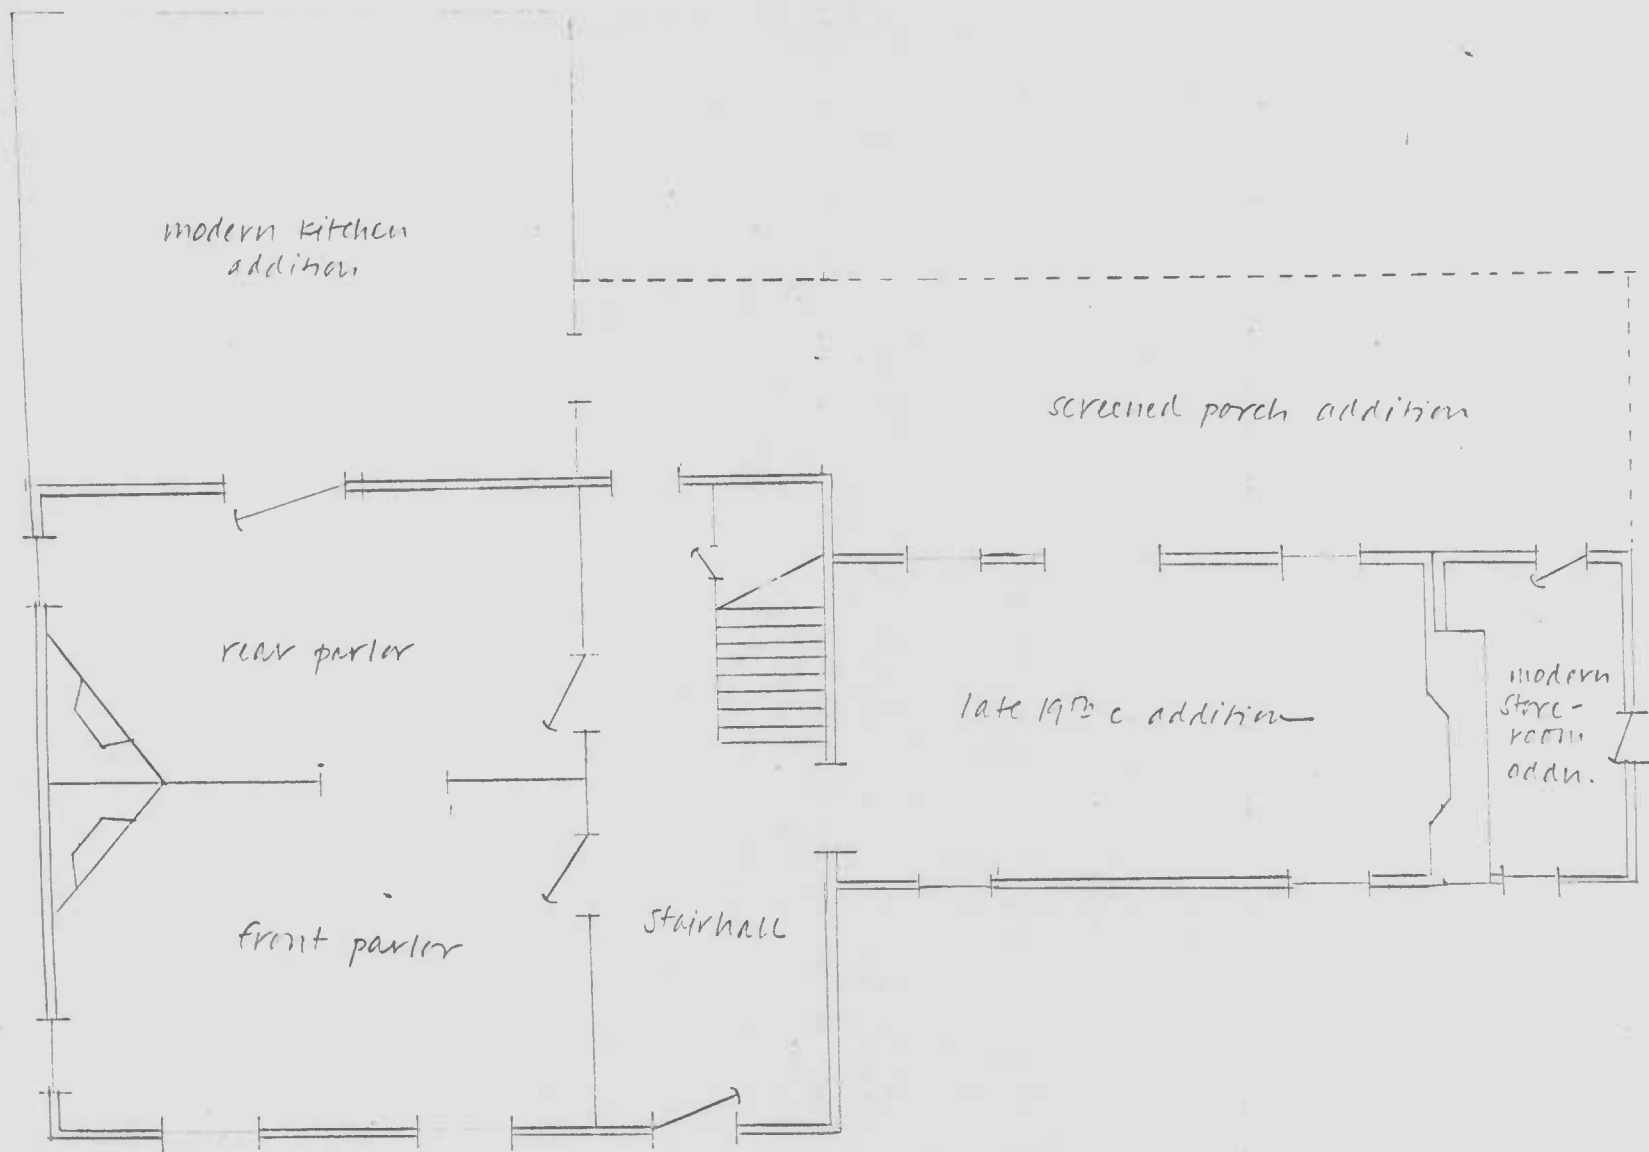 modern kitchen
addition
screened porch addition
rear parlor
late 19th c addition
modern
store-
room
addn.
front parlor
stairhall